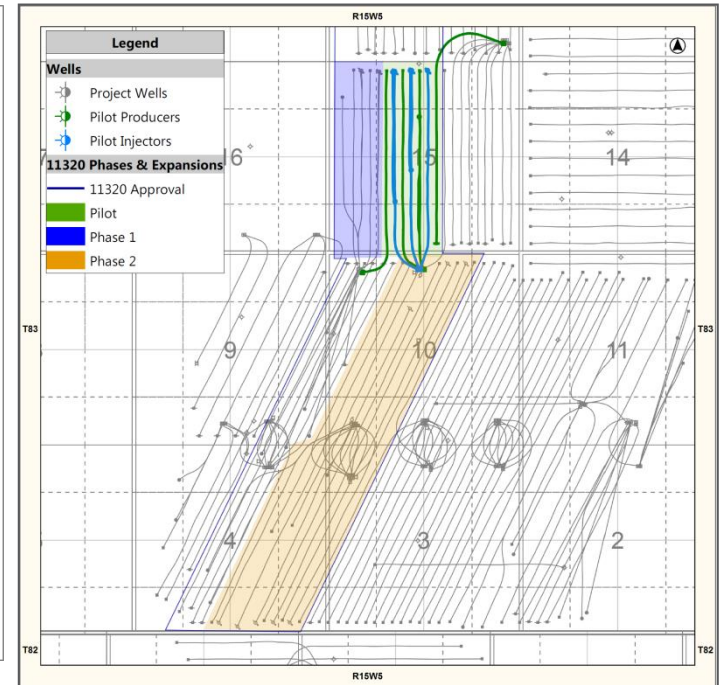 R15W5
Legend
Wells
Project Wells
Pilot Producers
Pilot Injectors
11320 Phases & Expansions
11320 Approval
Pilot
Phase 1
Phase 2
16
15
14
T83
9
10
11
T83
4
3
2
T82
T82
R15W5